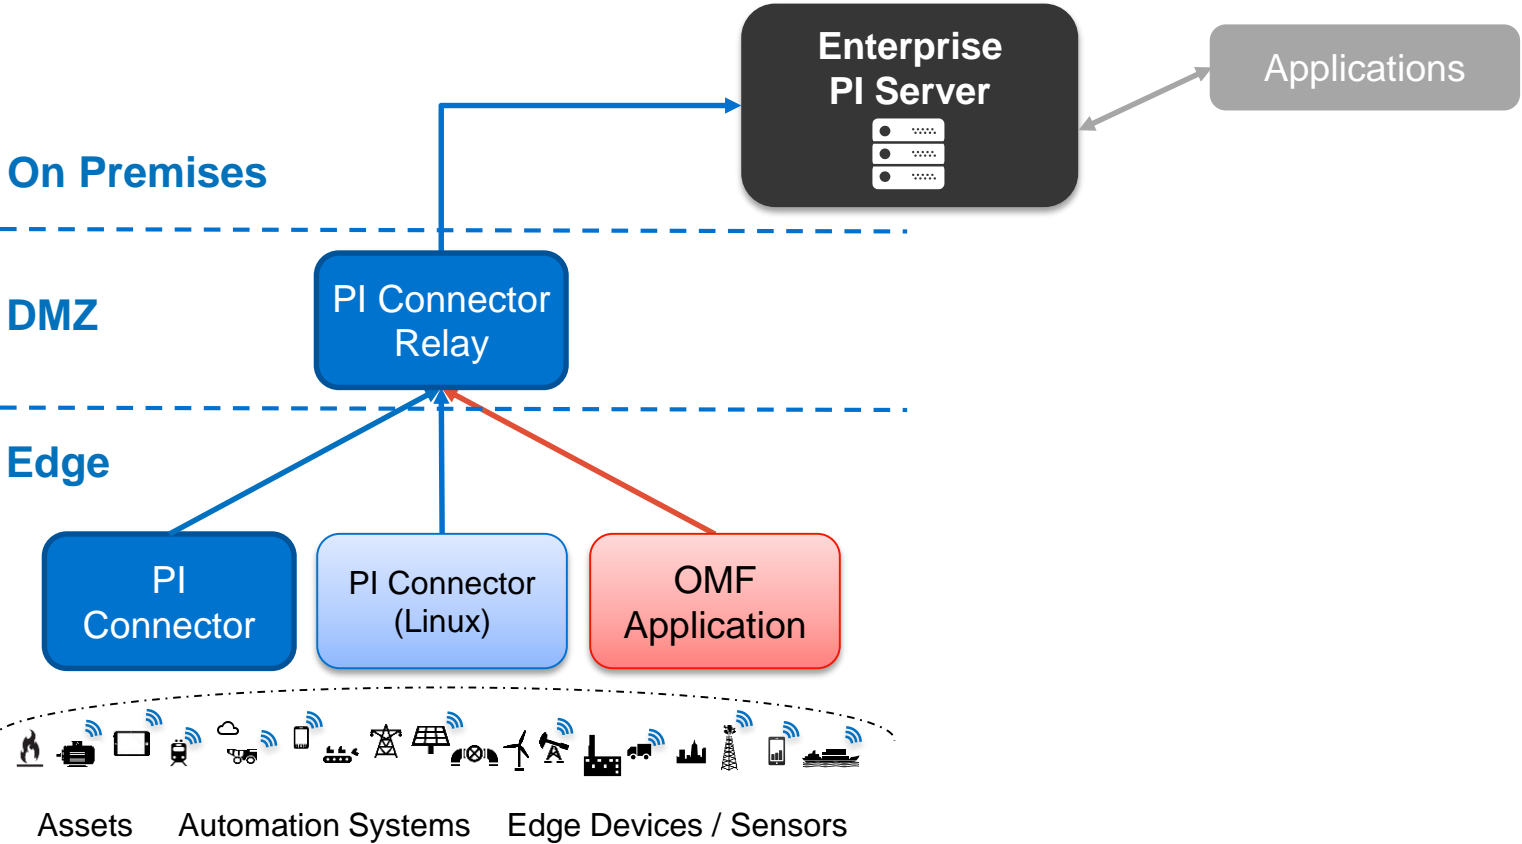 Enterprise
PI Server
Applications
On Premises
DMZ
PI Connector
Relay
Edge
PI
Connector
PI Connector
(Linux)
OMF
Application
Assets
Automation Systems
Edge Devices / Sensors